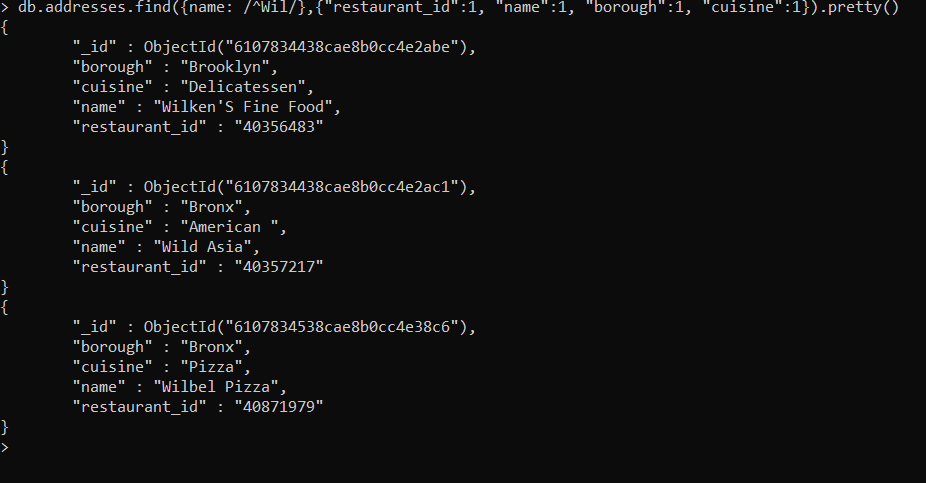 > db.addresses.find({name: /^Wil/},{"restaurant_id":1, "name":1, "borough":1, "cuisine":1}).pretty()
{
        "_id" : ObjectId("6107834438cae8b0cc4e2abe"),
        "borough" : "Brooklyn",
        "cuisine" : "Delicatessen",
        "name" : "Wilken'S Fine Food",
        "restaurant_id" : "40356483"
}
{
        "_id" : ObjectId("6107834438cae8b0cc4e2ac1"),
        "borough" : "Bronx",
        "cuisine" : "American ",
        "name" : "Wild Asia",
        "restaurant_id" : "40357217"
}
{
        "_id" : ObjectId("6107834538cae8b0cc4e38c6"),
        "borough" : "Bronx",
        "cuisine" : "Pizza",
        "name" : "Wilbel Pizza",
        "restaurant_id" : "40871979"
}
>